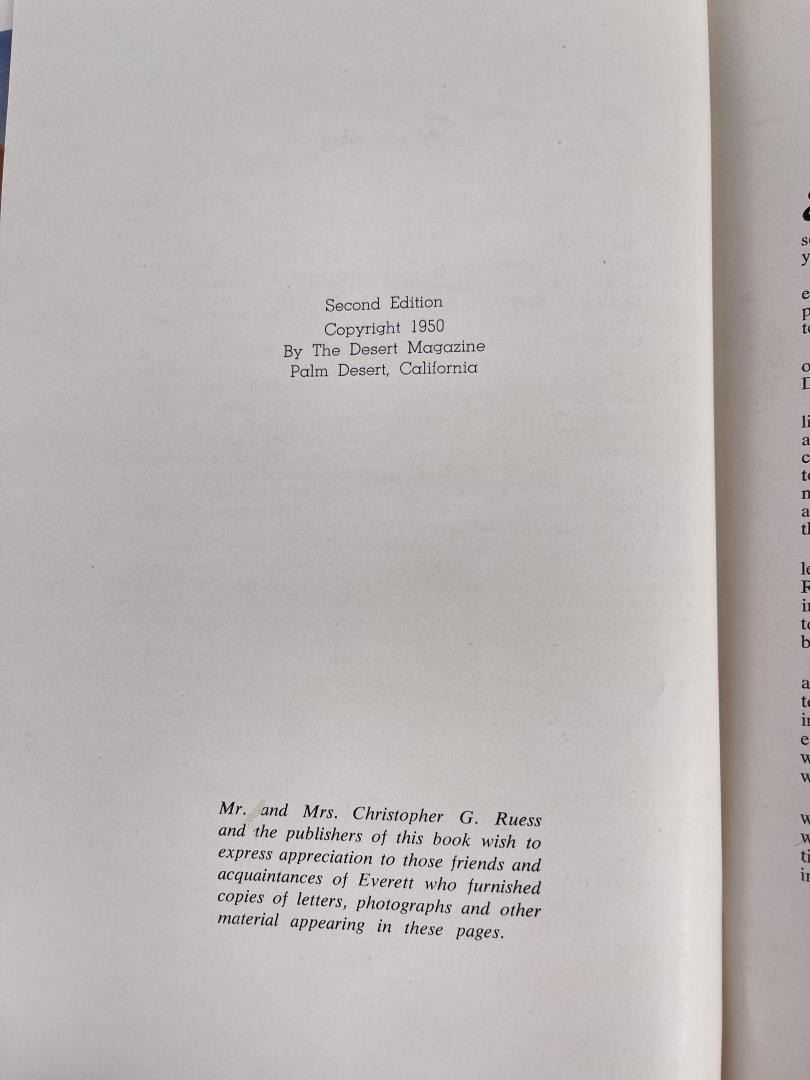 Second Edition
Copyright 1950
By The Desert Magazine
Palm Desert, California
Mr. and Mrs. Christopher G. Ruess
and the publishers of this book wish to
express appreciation to those friends and
acquaintances of Everett who furnished
copies of letters, photographs and other
material appearing in these pages.